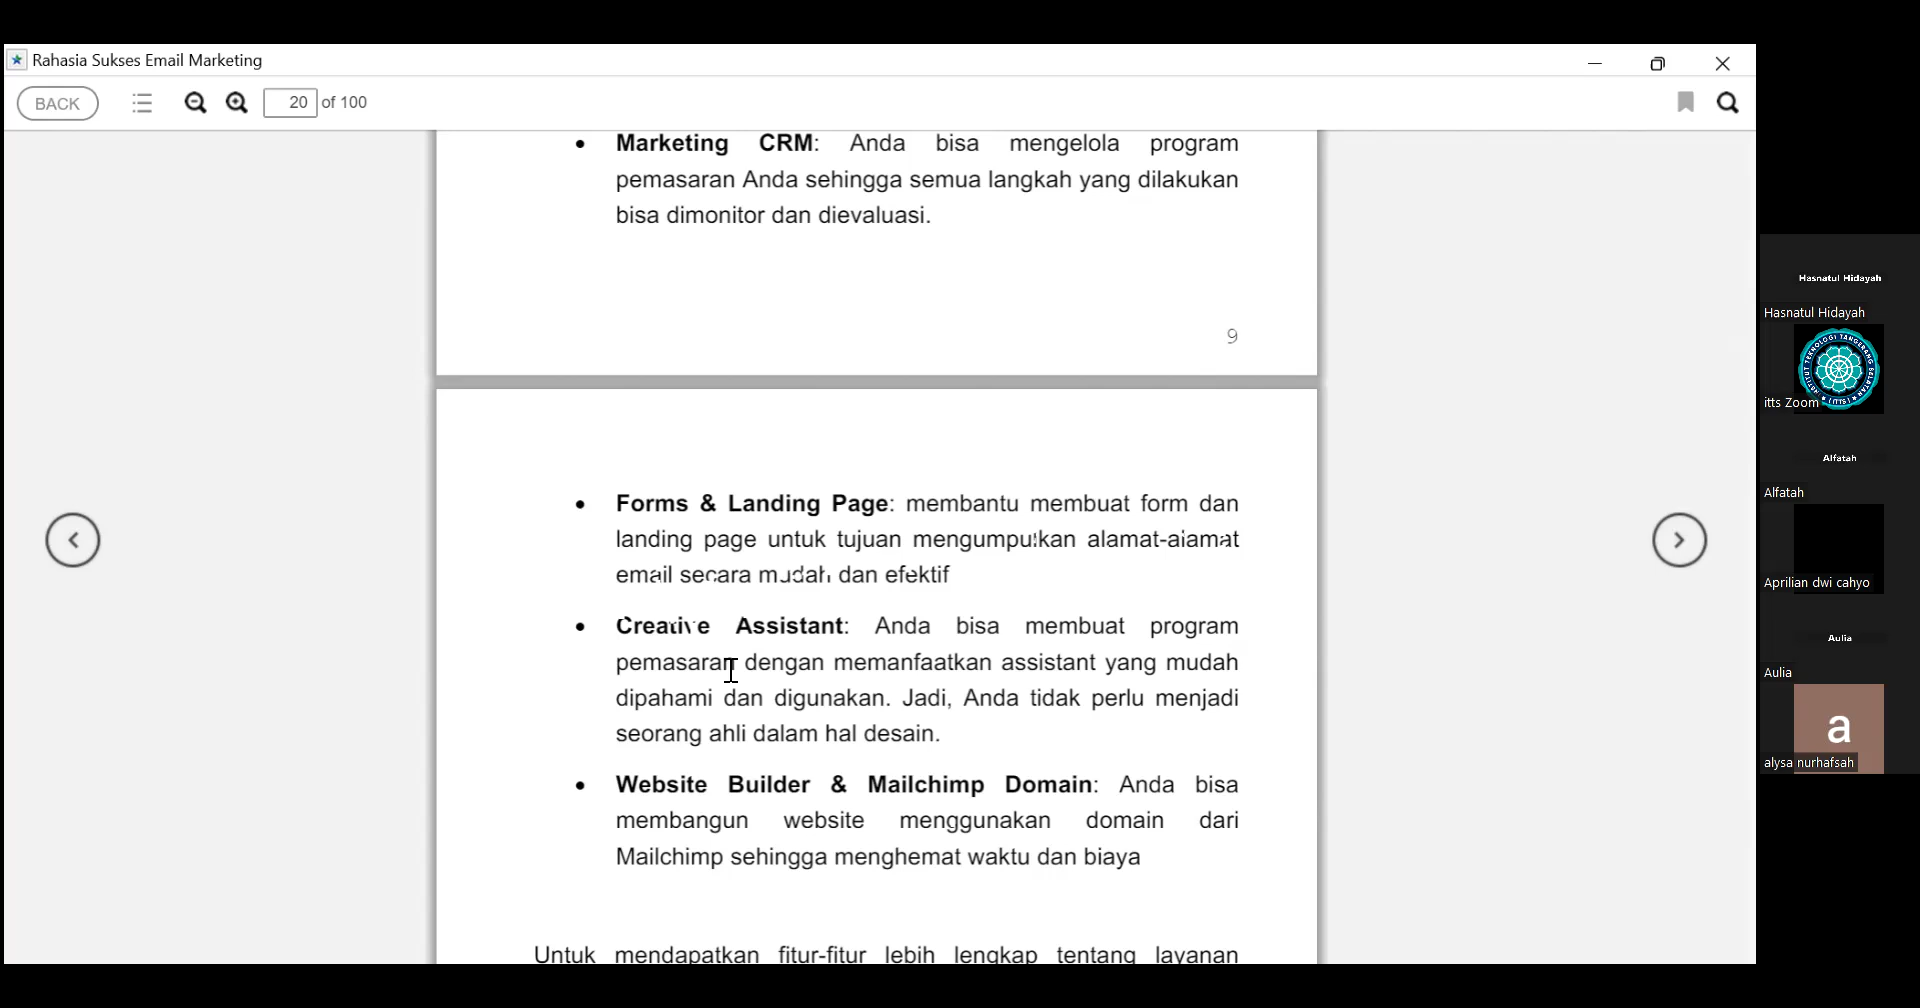 Rahasia Sukses Email Marketing
BACK
20 of 100
• Marketing CRM: Anda bisa mengelola program
pemasaran Anda sehingga semua langkah yang dilakukan
bisa dimonitor dan dievaluasi.
9
• Forms & Landing Page: membantu membuat form dan
landing page untuk tujuan mengumpulkan alamat-alamat
email secara mudah dan efektif
• Creative Assistant: Anda bisa membuat program
pemasaran dengan memanfaatkan assistant yang mudah
dipahami dan digunakan. Jadi, Anda tidak perlu menjadi
seorang ahli dalam hal desain.
• Website Builder & Mailchimp Domain: Anda bisa
membangun website menggunakan domain dari
Mailchimp sehingga menghemat waktu dan biaya
Untuk mendapatkan fitur-fitur lebih lengkap tentang layanan
Hasnatul Hidayah
Hasnatul Hidayah
INSTITUT TEKNOLOGI TANGERANG SELATAN
(ITTS)
itts Zoom
Alfatah
Alfatah
Aprilian dwi cahyo
Aulia
Aulia
a
alysa nurhafsah